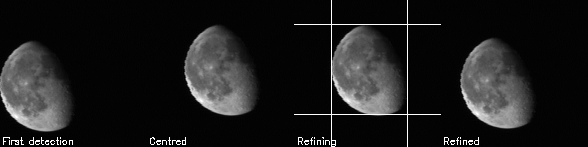 First detection
Centred
Refining
Refined